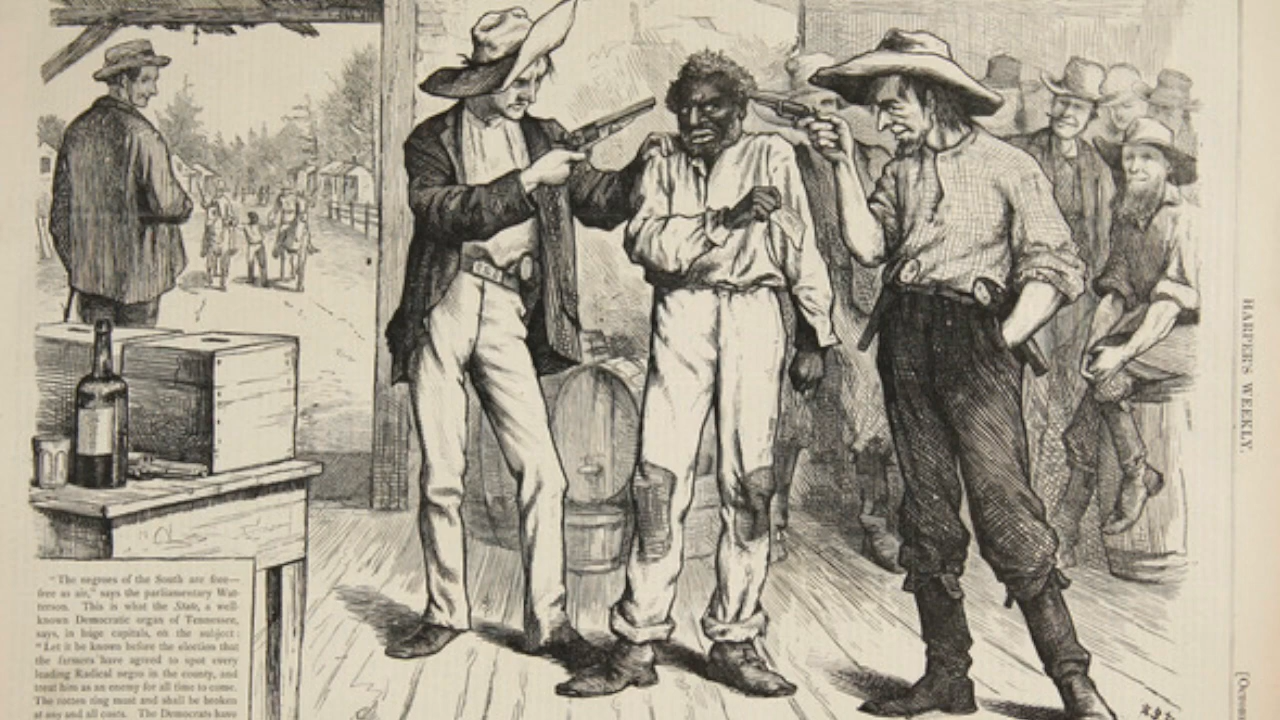 "The negroes of the South are free—
free as air," says the parliamentary Wat-
terson. This is what the State, a well-
known Democratic organ of Tennessee,
says, in huge capitals, on the subject:
"Let it be known before the election that
the farmers have agreed to spot every
leading Radical negro in the county, and
treat him as an enemy for all time to come.
The rotten ring must and shall be broken
at any and all costs. The Democrats have
HARPER'S WEEKLY.